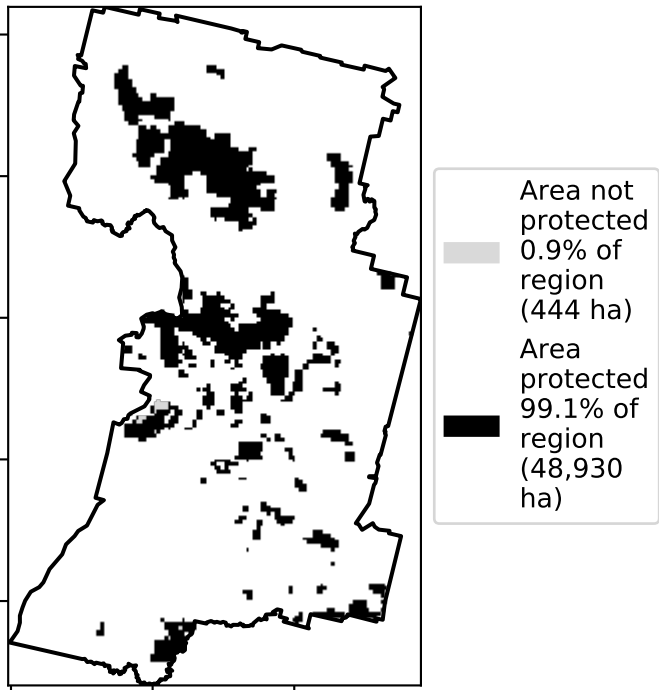 Area not
protected
0.9% of
region
(444 ha)
Area
protected
99.1% of
region
(48,930
ha)